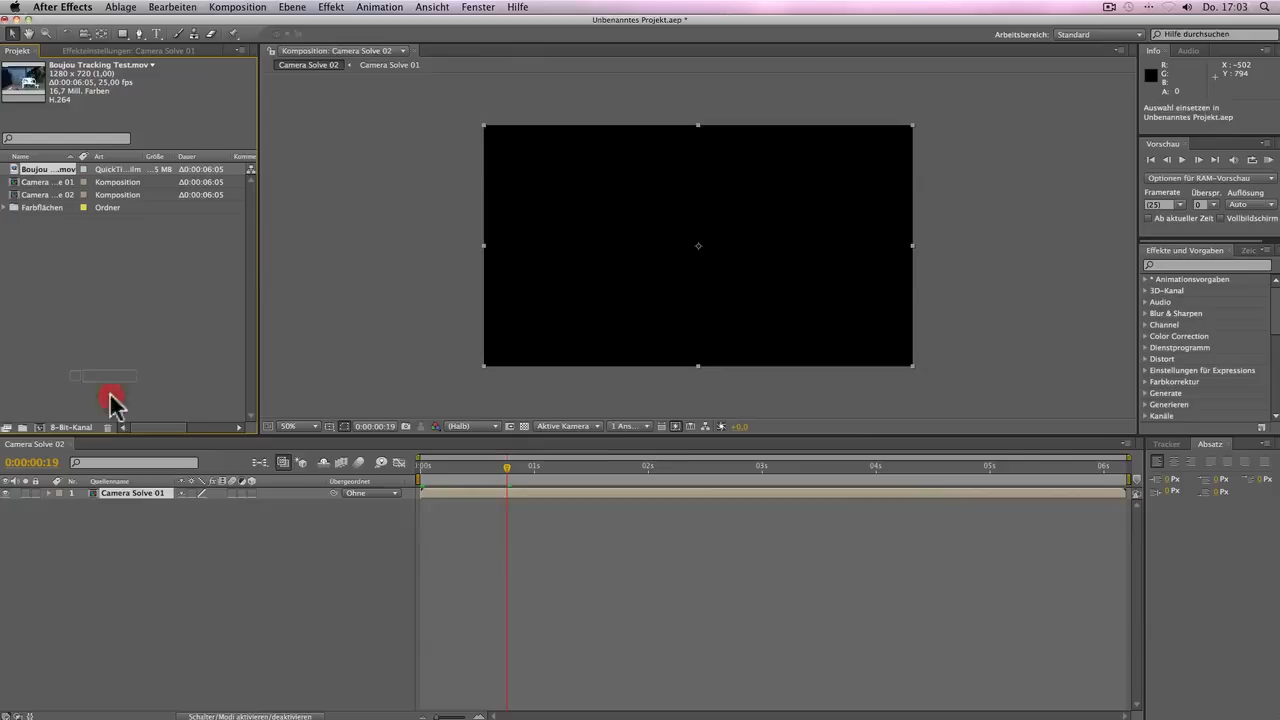 After Effects Ablage Bearbeiten Komposition Ebene Effekt Animation Ansicht Fenster Hilfe Do. 17:03
Unbenanntes Projekt.aep *
Arbeitsbereich: Standard Hilfe durchsuchen
Projekt Effekteinstellungen: Camera Solve 01 Komposition: Camera Solve 02 Info Audio
Boujou Tracking Test.mov
1280 x 720 (1,00)
Δ0:00:06:05, 25,00 fps
16,7 Mill. Farben
H.264
Camera Solve 02 Camera Solve 01
R: X : -502
G: Y : 794
B:
A: 0
Auswahl einsetzen in
Unbenanntes Projekt.aep
Vorschau
Name Art Größe Dauer Komme
Boujou ....mov QuickTi...ilm ...5 MB Δ0:00:06:05
Camera ...e 01 Komposition Δ0:00:06:05
Camera ...e 02 Komposition Δ0:00:06:05
Farbflächen Ordner
Optionen für RAM-Vorschau
Framerate Überspr. Auflösung
(25) 0 Auto
Ab aktueller Zeit Vollbildschirm
Effekte und Vorgaben Zeic
* Animationsvorgaben
3D-Kanal
Audio
Blur & Sharpen
Channel
Color Correction
Dienstprogramm
Distort
Einstellungen für Expressions
Farbkorrektur
Generate
Generieren
Kanäle
8-Bit-Kanal 50% 0:00:00:19 (Halb) Aktive Kamera 1 Ans... +0,0
Camera Solve 02 Tracker Absatz
0:00:00:19 :00s 01s 02s 03s 04s 05s 06s
Nr. Quellenname Übergeordnet
1 Camera Solve 01 Ohne
0 Px 0 Px 0 Px
0 Px 0 Px
Schalter/Modi aktivieren/deaktivieren